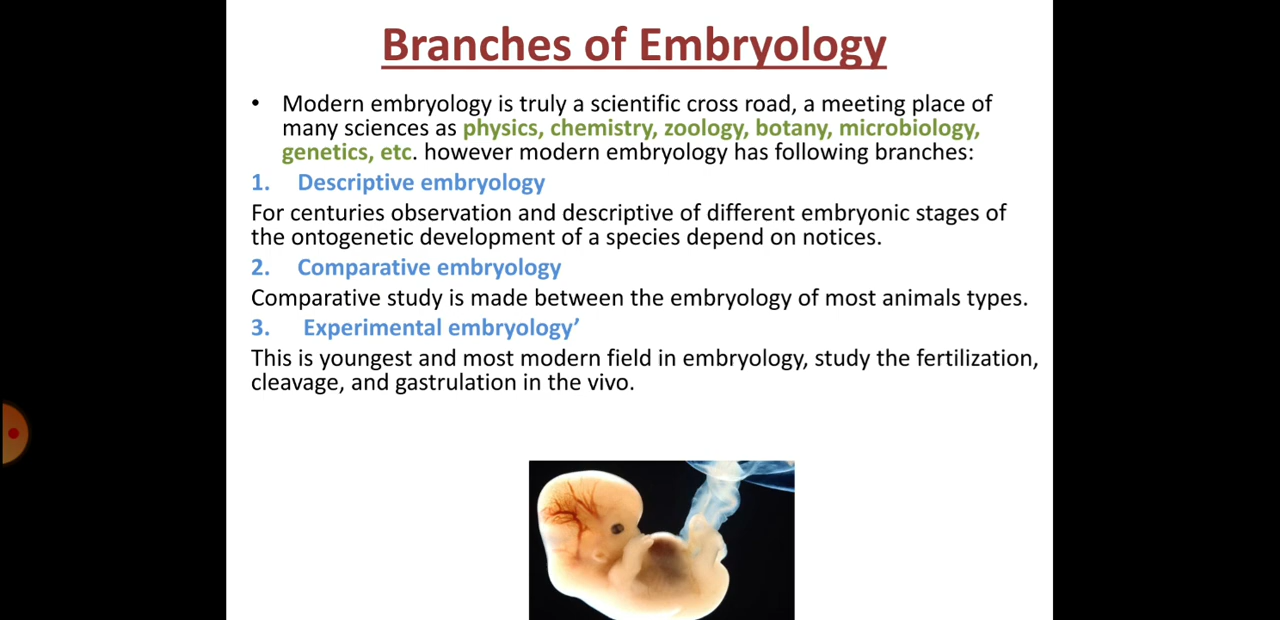 Branches of Embryology
• Modern embryology is truly a scientific cross road, a meeting place of
many sciences as physics, chemistry, zoology, botany, microbiology,
genetics, etc. however modern embryology has following branches:
1. Descriptive embryology
For centuries observation and descriptive of different embryonic stages of
the ontogenetic development of a species depend on notices.
2. Comparative embryology
Comparative study is made between the embryology of most animals types.
3. Experimental embryology’
This is youngest and most modern field in embryology, study the fertilization,
cleavage, and gastrulation in the vivo.